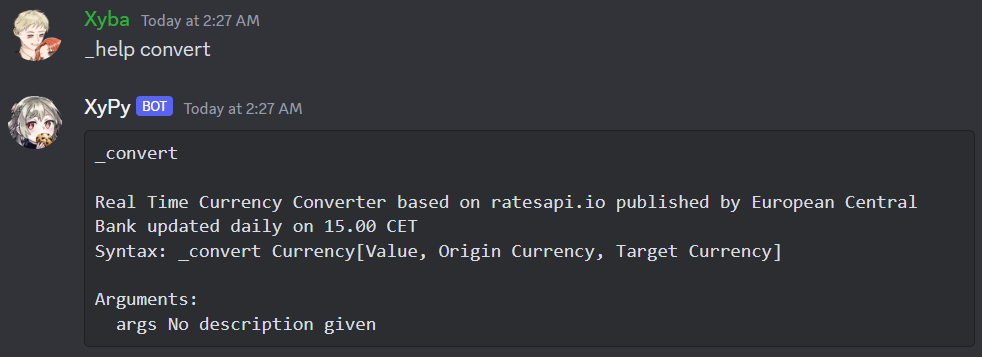 Xyba Today at 2:27 AM
_help convert
XyPy BOT Today at 2:27 AM
_convert
Real Time Currency Converter based on ratesapi.io published by European Central
Bank updated daily on 15.00 CET
Syntax: _convert Currency[Value, Origin Currency, Target Currency]
Arguments:
args No description given